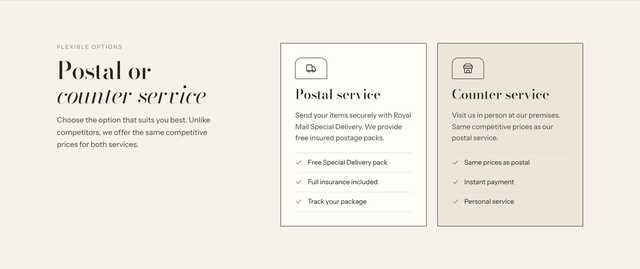 FLEXIBLE OPTIONS
Postal or
counter service
Choose the option that suits you best. Unlike
competitors, we offer the same competitive
prices for both services.
Postal service
Send your items securely with Royal
Mail Special Delivery. We provide
free insured postage packs.
Free Special Delivery pack
Full insurance included
Track your package
Counter service
Visit us in person at our premises.
Same competitive prices as our
postal service.
Same prices as postal
Instant payment
Personal service